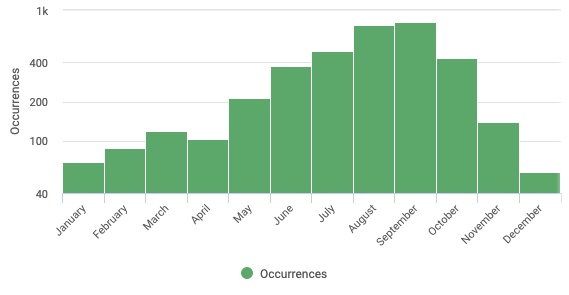 1k
400
200
100
40
Occurrences
January
February
March
April
May
June
July
August
September
October
November
December
Occurrences